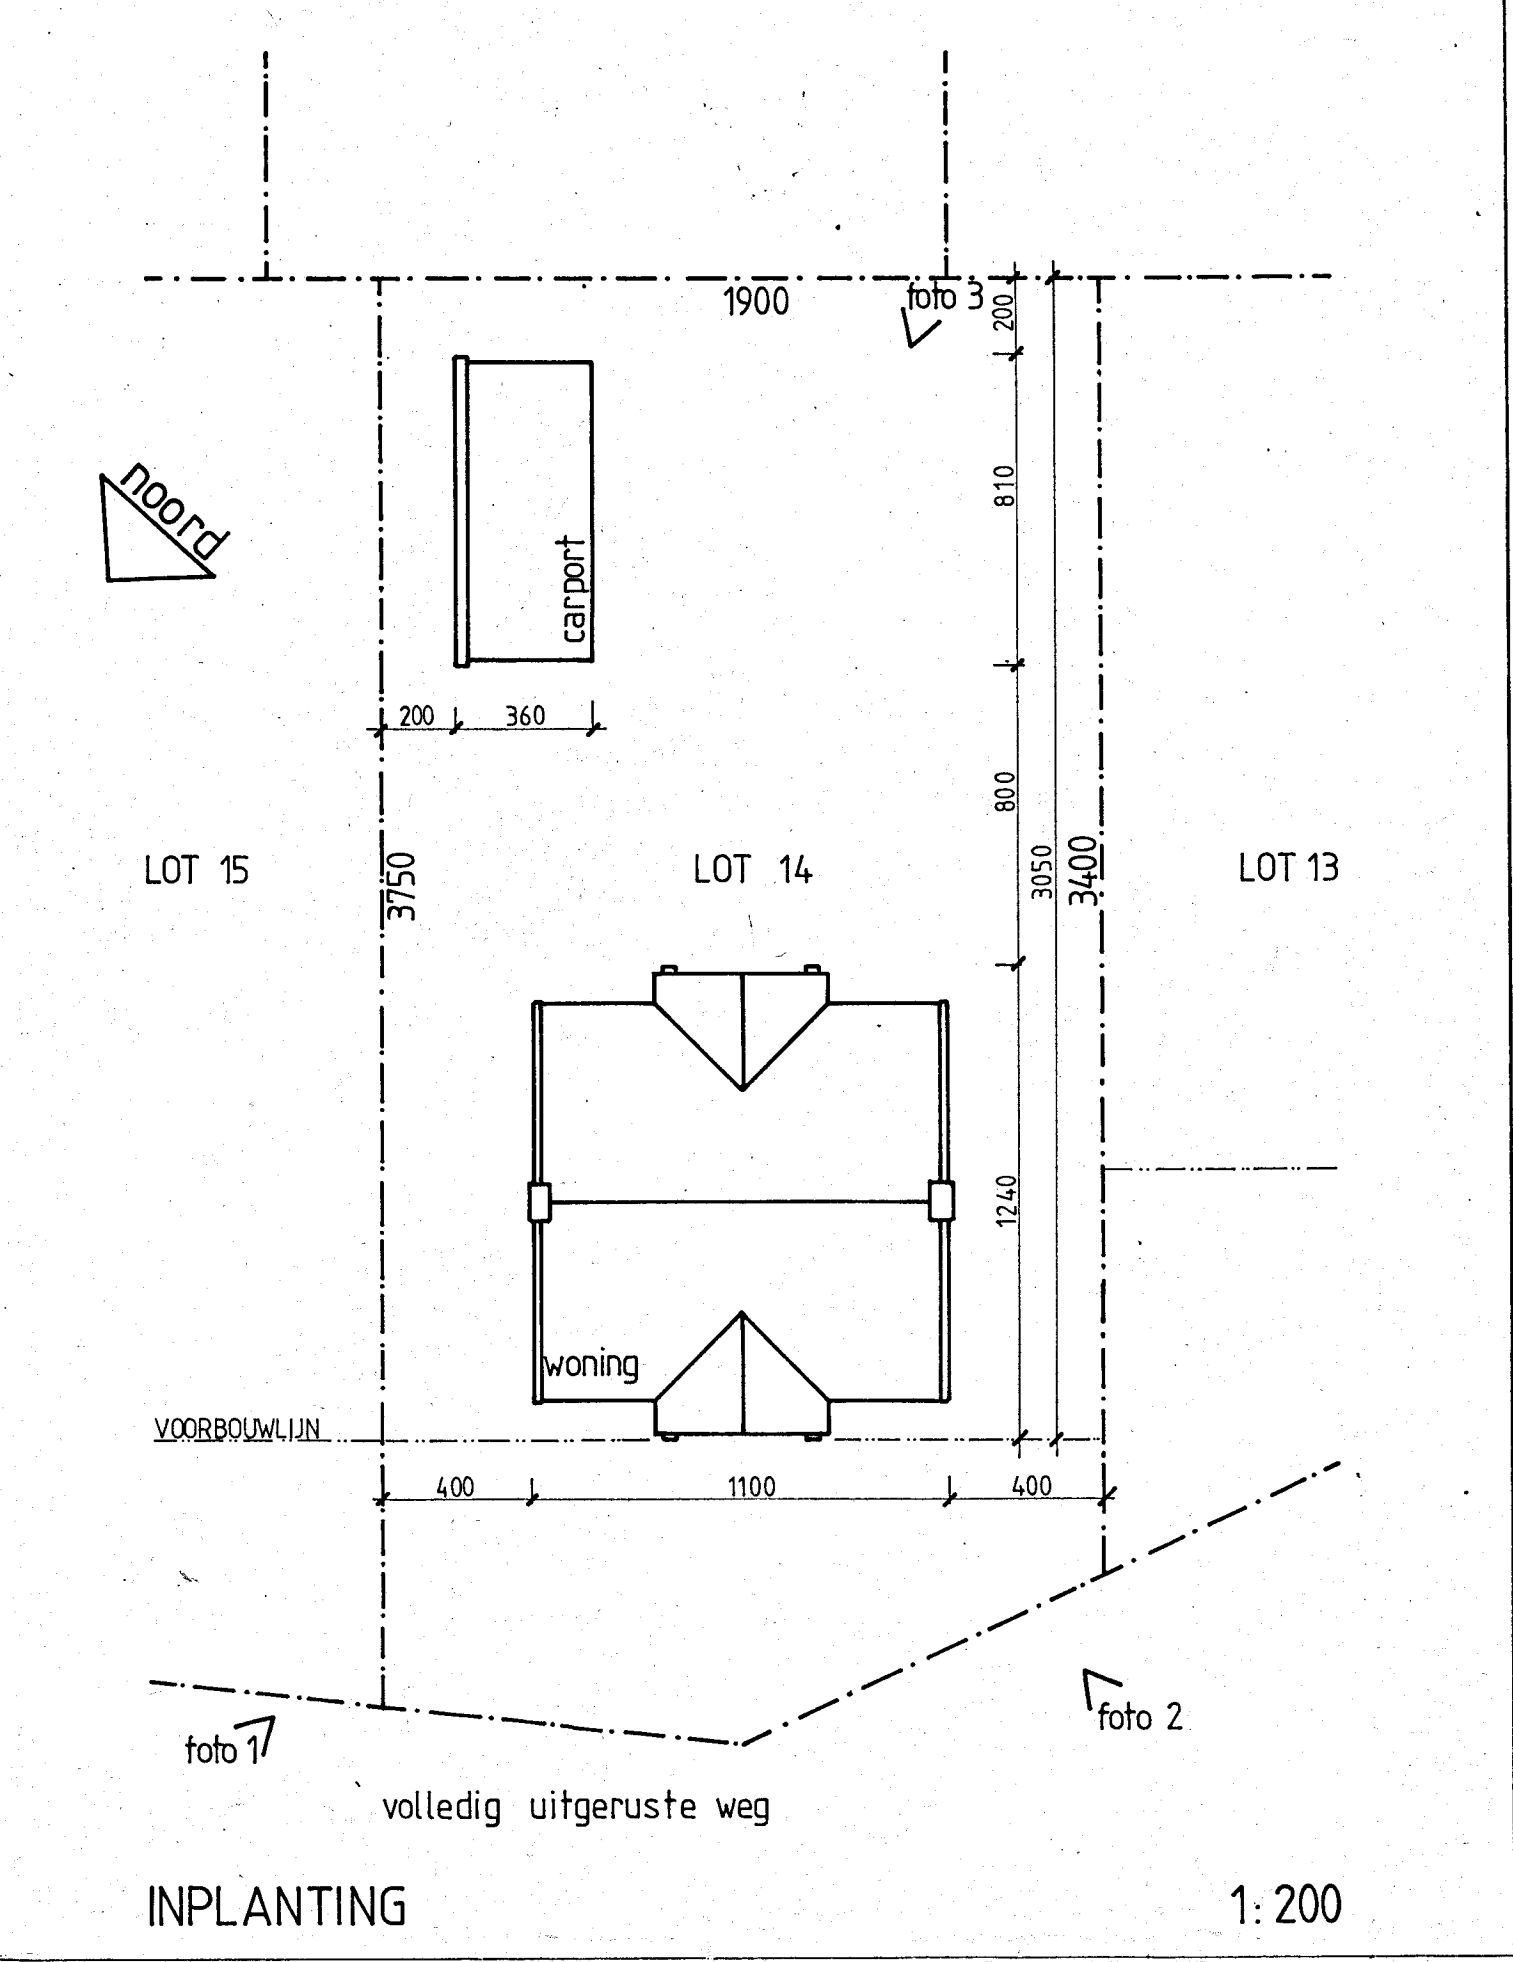 1900
foto 3
200
noord
810
carport
200
360
800
LOT 15
3750
LOT 14
3050
3400
LOT 13
1240
woning
VOORBOUWLIJN
400
1100
400
foto 1
foto 2
volledig uitgeruste weg
INPLANTING
1:200